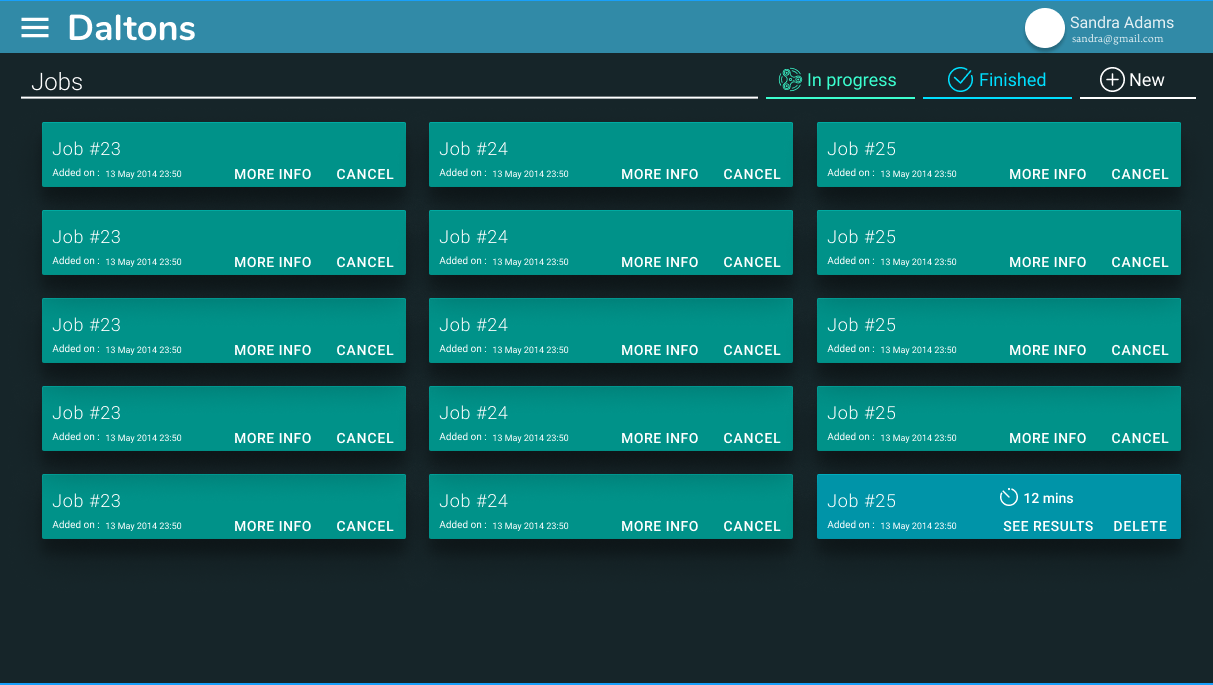 Daltons
Sandra Adams
sandra@gmail.com
Jobs
In progress
Finished
New
Job #23
Added on : 13 May 2014 23:50 MORE INFO CANCEL
Job #24
Added on : 13 May 2014 23:50 MORE INFO CANCEL
Job #25
Added on : 13 May 2014 23:50 MORE INFO CANCEL
Job #23
Added on : 13 May 2014 23:50 MORE INFO CANCEL
Job #24
Added on : 13 May 2014 23:50 MORE INFO CANCEL
Job #25
Added on : 13 May 2014 23:50 MORE INFO CANCEL
Job #23
Added on : 13 May 2014 23:50 MORE INFO CANCEL
Job #24
Added on : 13 May 2014 23:50 MORE INFO CANCEL
Job #25
Added on : 13 May 2014 23:50 MORE INFO CANCEL
Job #23
Added on : 13 May 2014 23:50 MORE INFO CANCEL
Job #24
Added on : 13 May 2014 23:50 MORE INFO CANCEL
Job #25
Added on : 13 May 2014 23:50 MORE INFO CANCEL
Job #23
Added on : 13 May 2014 23:50 MORE INFO CANCEL
Job #24
Added on : 13 May 2014 23:50 MORE INFO CANCEL
Job #25 12 mins
Added on : 13 May 2014 23:50 SEE RESULTS DELETE